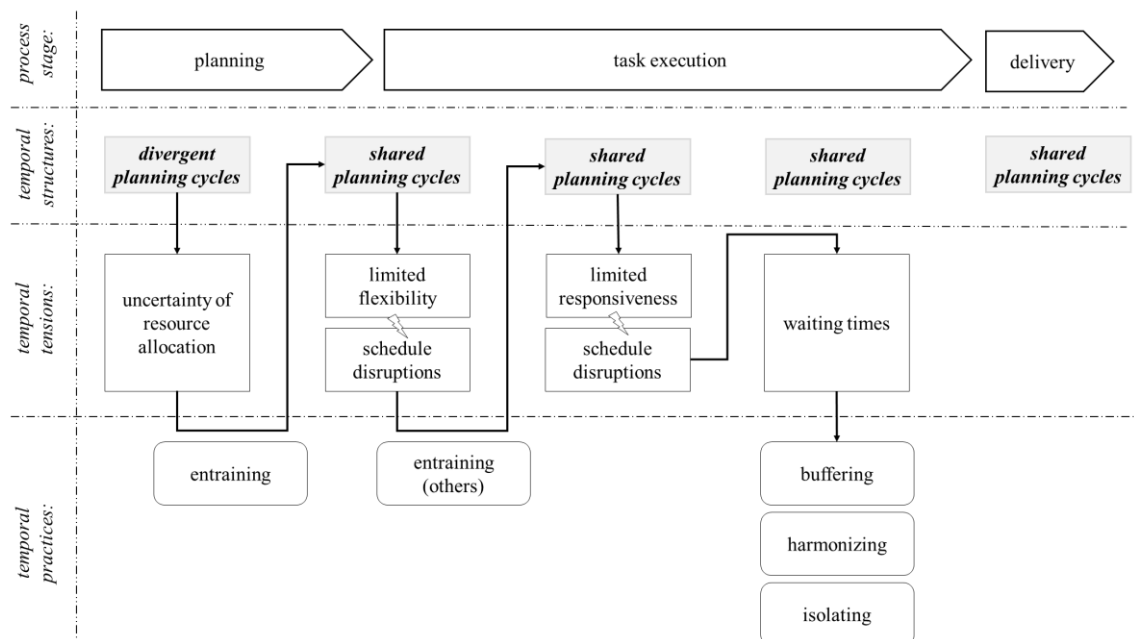 process
stage:
planning
task execution
delivery
temporal
structures:
divergent
planning cycles
shared
planning cycles
shared
planning cycles
shared
planning cycles
shared
planning cycles
temporal
tensions:
uncertainty of
resource
allocation
limited
flexibility
schedule
disruptions
limited
responsiveness
schedule
disruptions
waiting times
temporal
practices:
entraining
entraining
(others)
buffering
harmonizing
isolating